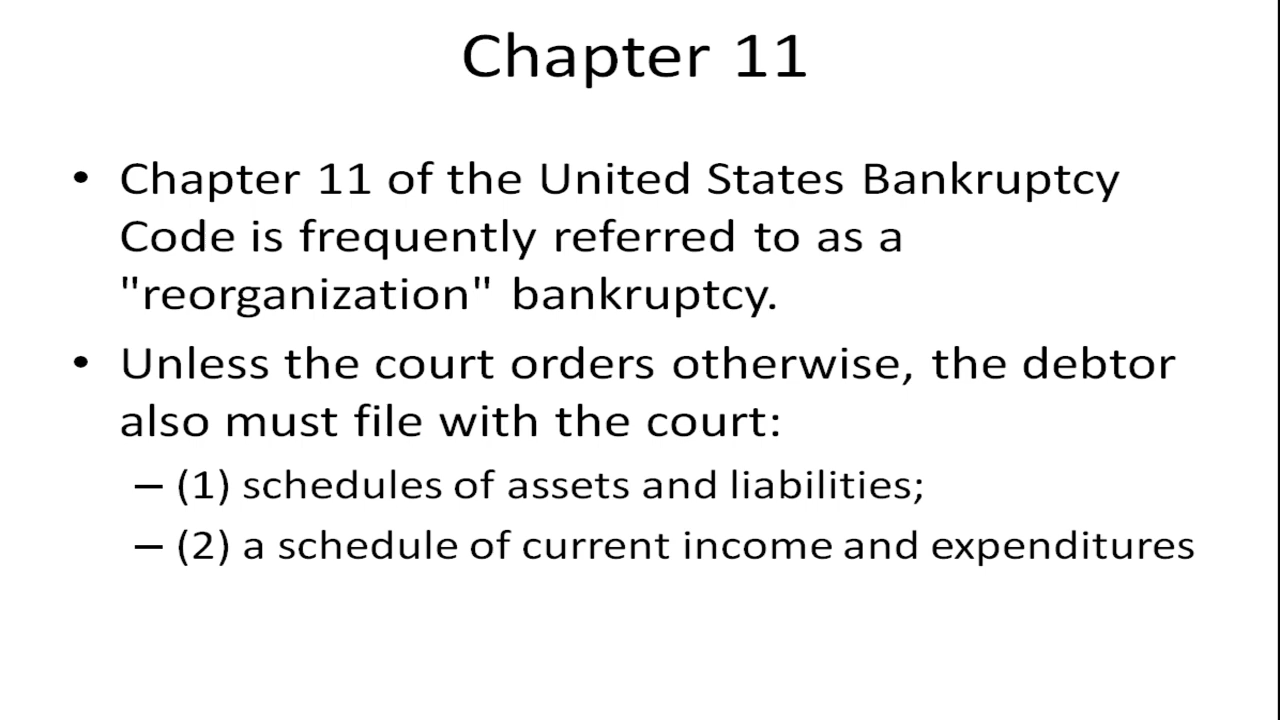 Chapter 11
• Chapter 11 of the United States Bankruptcy
Code is frequently referred to as a
"reorganization" bankruptcy.
• Unless the court orders otherwise, the debtor
also must file with the court:
– (1) schedules of assets and liabilities;
– (2) a schedule of current income and expenditures